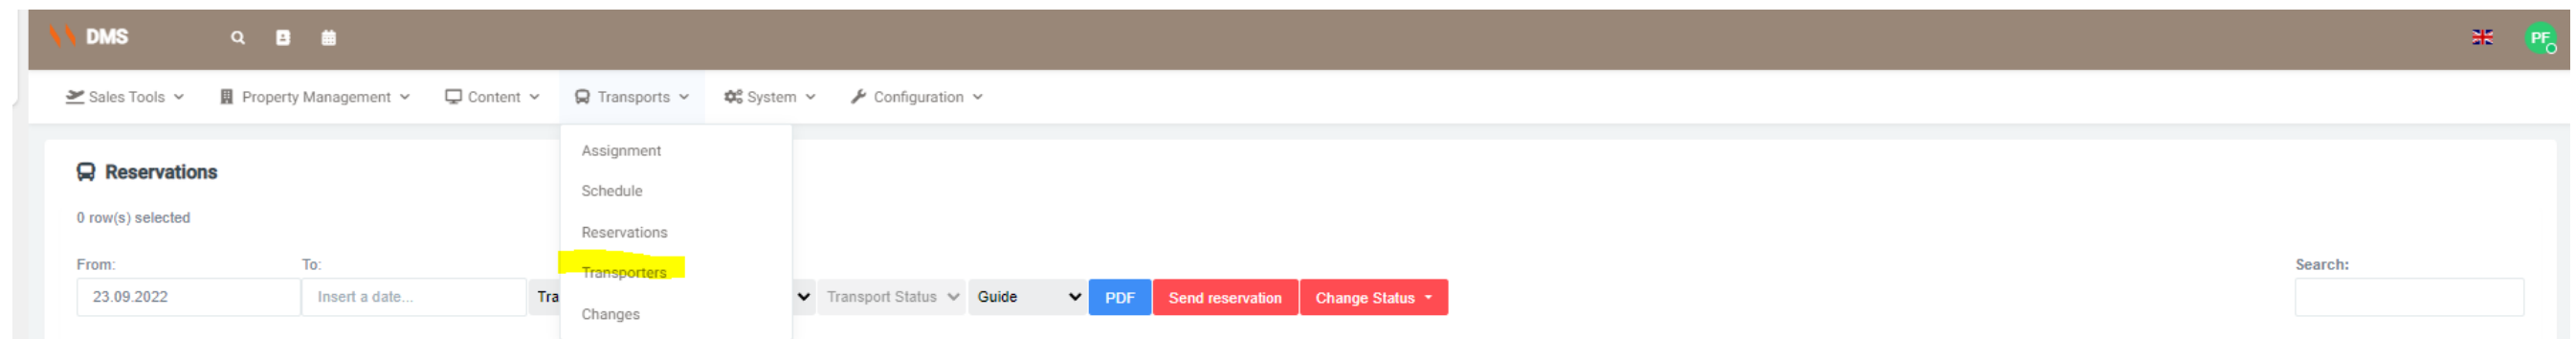 DMS
PF
Sales Tools Property Management Content Transports System Configuration
Assignment
Schedule
Reservations
Transporters
Changes
Reservations
0 row(s) selected
From: To: Search:
23.09.2022 Insert a date... Tra Transport Status Guide PDF Send reservation Change Status